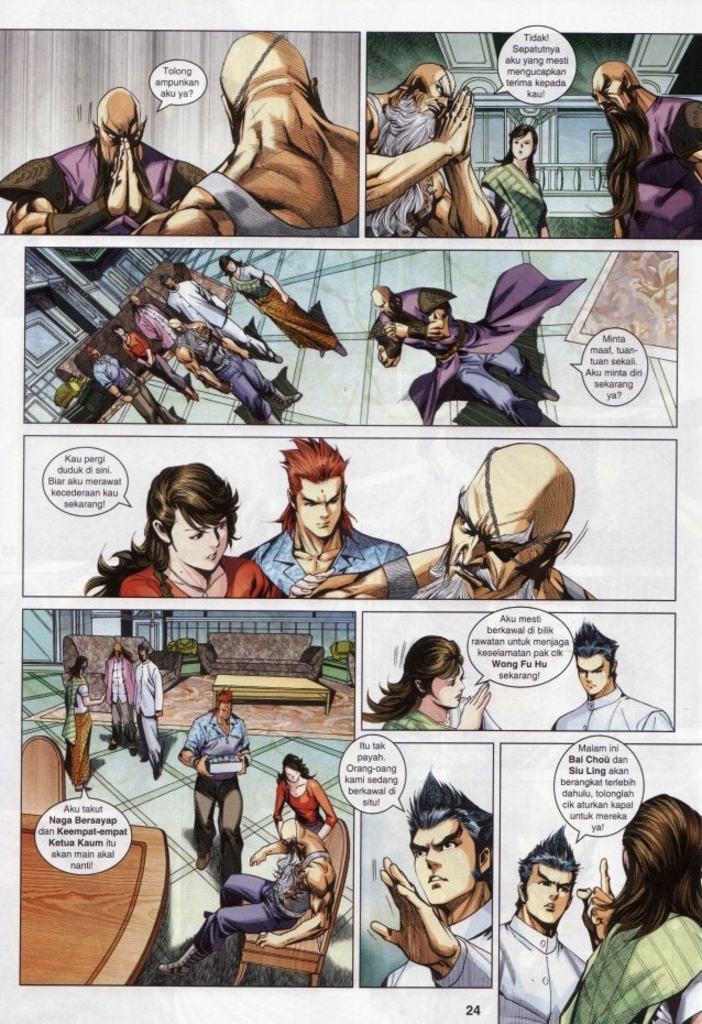 Tolong
ampunkan
aku ya?
Tidak!
Sepatutnya
aku yang mesti
mengucapkan
terima kepada
kau!
Minta
maaf, tuan-
tuan sekali.
Aku minta diri
sekarang
ya?
Kau pergi
duduk di sini.
Biar aku merawat
kecederaan kau
sekarang!
Aku mesti
berkawal di bilik
rawatan untuk menjaga
keselamatan pak cik
Wong Fu Hu
sekarang!
Aku takut
Naga Bersayap
dan Keempat-empat
Ketua Kaum itu
akan main akal
nanti!
Itu tak
payah.
Orang-oang
kami sedang
berkawal di
situ!
Malam ini
Bai Choü dan
Siu Ling akan
berangkat terlebih
dahulu, tolonglah
cik aturkan kapal
untuk mereka
ya!
24